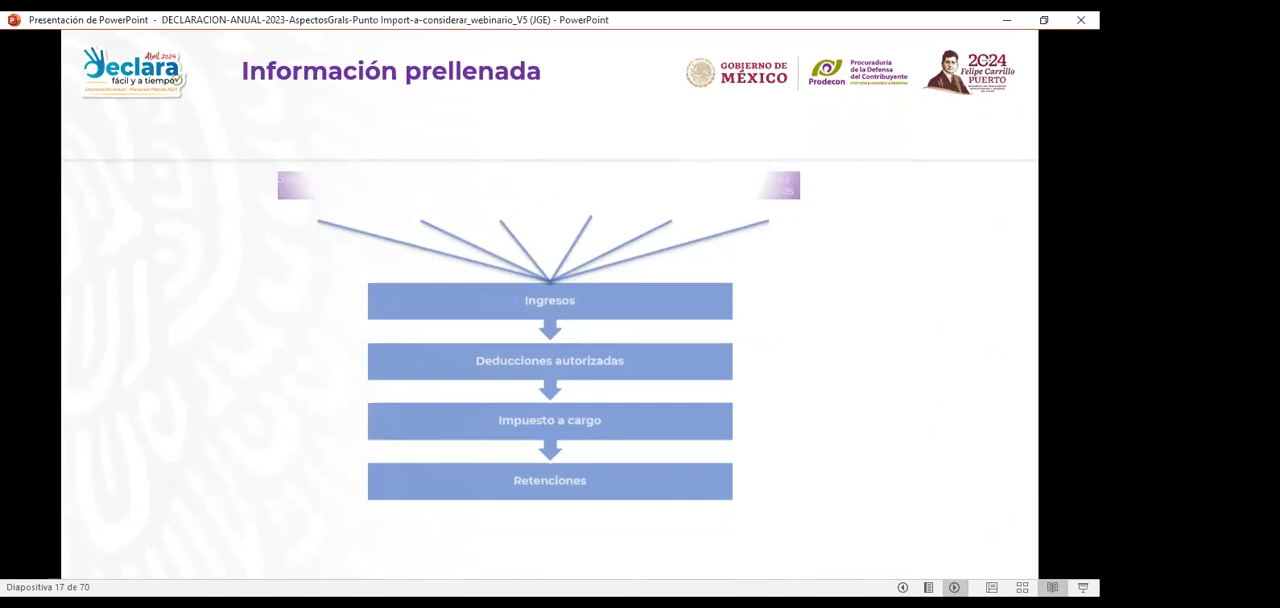 Presentación de PowerPoint - DECLARACION-ANUAL-2023-AspectosGrals-Punto Import-a-considerar_webinario_V5 (JGE) - PowerPoint
Abril 2024
Declara
fácil y a tiempo
Información prellenada
GOBIERNO DE
MÉXICO
Prodecon
Procuraduría
de la Defensa
del Contribuyente
2024
Felipe Carrillo
PUERTO
Ingresos
Deducciones autorizadas
Impuesto a cargo
Retenciones
Diapositiva 17 de 70